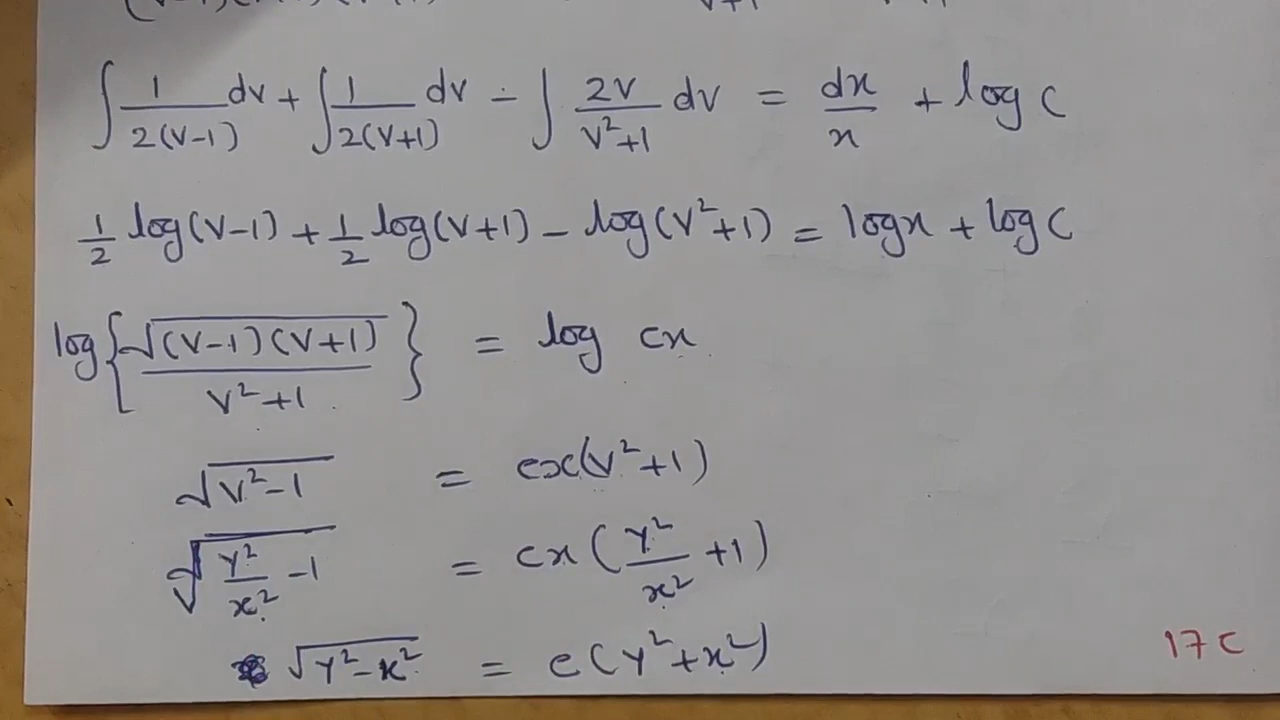 ∫ 1/2(v-1) dv + ∫ 1/2(v+1) dv - ∫ 2v/v²+1 dv = dx/x + log c
1/2 log(v-1) + 1/2 log(v+1) - log(v²+1) = log x + log c
log{√(v-1)(v+1) / v²+1} = log cx
√v²-1 = cx(v²+1)
√y²/x² -1 = cx(y²/x² +1)
√y²-x² = c(y²+x²)
17 c